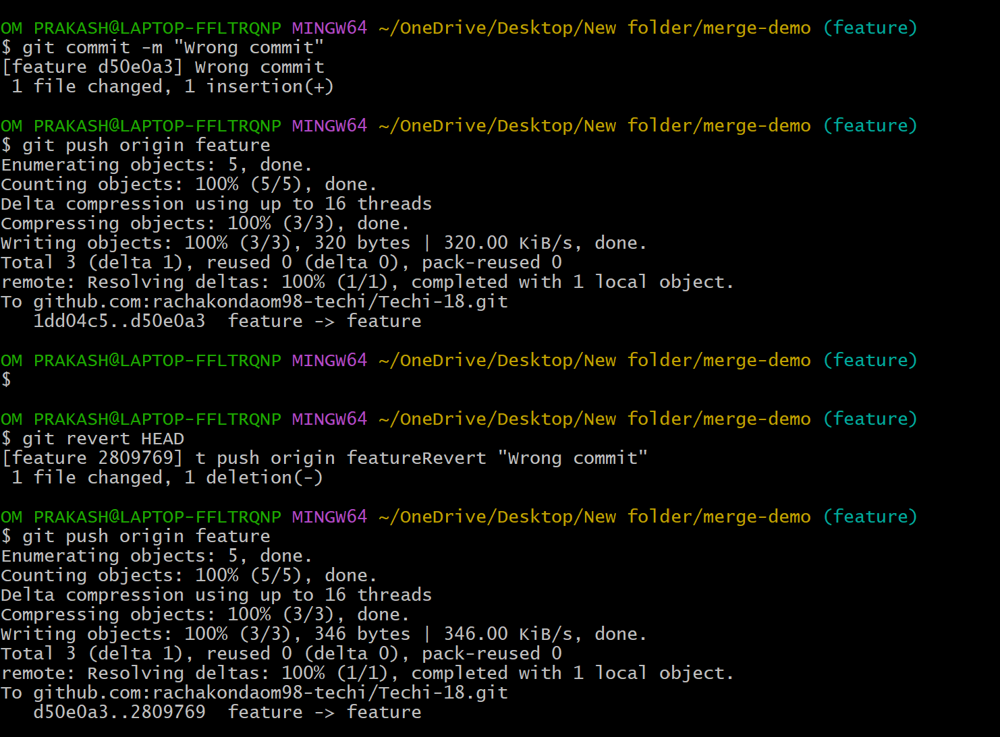 OM PRAKASH@LAPTOP-FFLTRQNP MINGW64 ~/OneDrive/Desktop/New folder/merge-demo (feature)
$ git commit -m "Wrong commit"
[feature d50e0a3] Wrong commit
 1 file changed, 1 insertion(+)
OM PRAKASH@LAPTOP-FFLTRQNP MINGW64 ~/OneDrive/Desktop/New folder/merge-demo (feature)
$ git push origin feature
Enumerating objects: 5, done.
Counting objects: 100% (5/5), done.
Delta compression using up to 16 threads
Compressing objects: 100% (3/3), done.
Writing objects: 100% (3/3), 320 bytes | 320.00 KiB/s, done.
Total 3 (delta 1), reused 0 (delta 0), pack-reused 0
remote: Resolving deltas: 100% (1/1), completed with 1 local object.
To github.com:rachakondaom98-techi/Techi-18.git
   1dd04c5..d50e0a3  feature -> feature
OM PRAKASH@LAPTOP-FFLTRQNP MINGW64 ~/OneDrive/Desktop/New folder/merge-demo (feature)
$
OM PRAKASH@LAPTOP-FFLTRQNP MINGW64 ~/OneDrive/Desktop/New folder/merge-demo (feature)
$ git revert HEAD
[feature 2809769] t push origin featureRevert "Wrong commit"
 1 file changed, 1 deletion(-)
OM PRAKASH@LAPTOP-FFLTRQNP MINGW64 ~/OneDrive/Desktop/New folder/merge-demo (feature)
$ git push origin feature
Enumerating objects: 5, done.
Counting objects: 100% (5/5), done.
Delta compression using up to 16 threads
Compressing objects: 100% (3/3), done.
Writing objects: 100% (3/3), 346 bytes | 346.00 KiB/s, done.
Total 3 (delta 1), reused 0 (delta 0), pack-reused 0
remote: Resolving deltas: 100% (1/1), completed with 1 local object.
To github.com:rachakondaom98-techi/Techi-18.git
   d50e0a3..2809769  feature -> feature